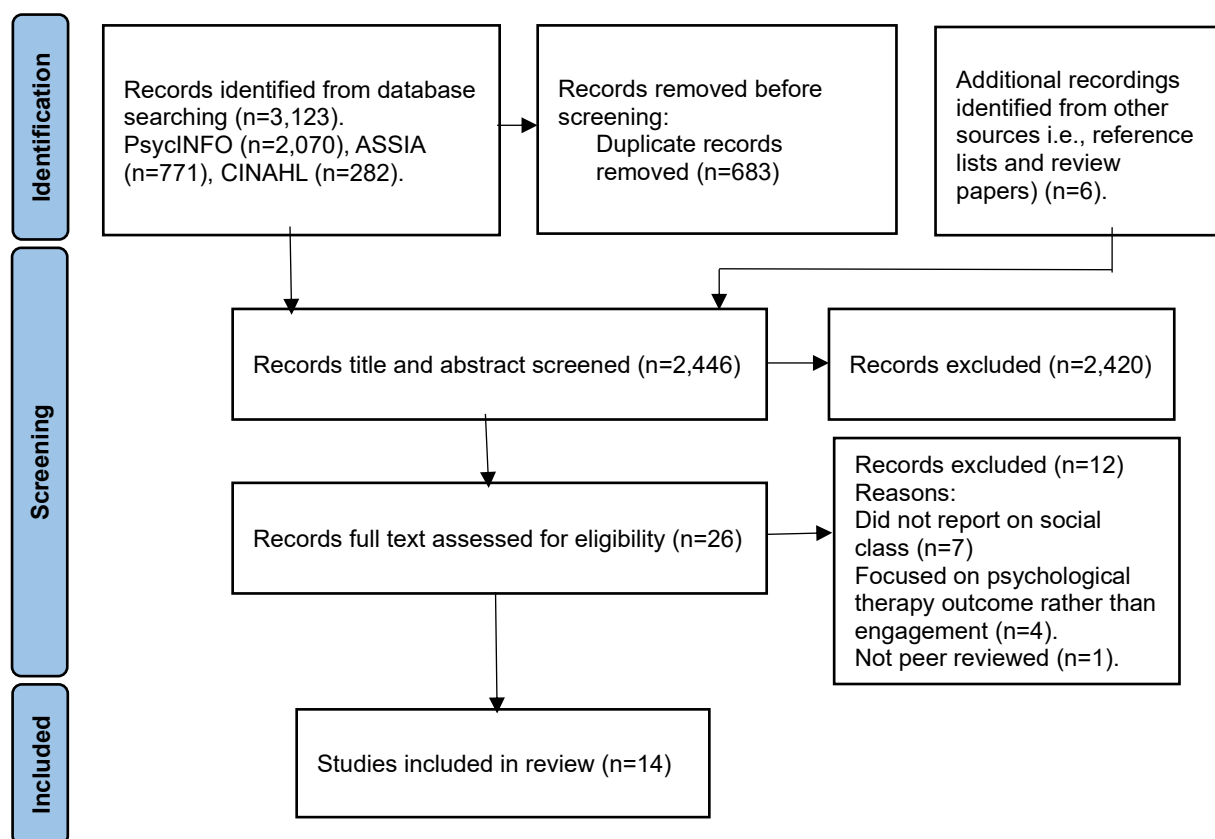 Identification
Records identified from database
searching (n=3,123).
PsycINFO (n=2,070), ASSIA
(n=771), CINAHL (n=282).
Records removed before
screening:
Duplicate records
removed (n=683)
Additional recordings
identified from other
sources i.e., reference
lists and review
papers) (n=6).
Screening
Records title and abstract screened (n=2,446)
Records excluded (n=2,420)
Records full text assessed for eligibility (n=26)
Records excluded (n=12)
Reasons:
Did not report on social
class (n=7)
Focused on psychological
therapy outcome rather than
engagement (n=4).
Not peer reviewed (n=1).
Included
Studies included in review (n=14)